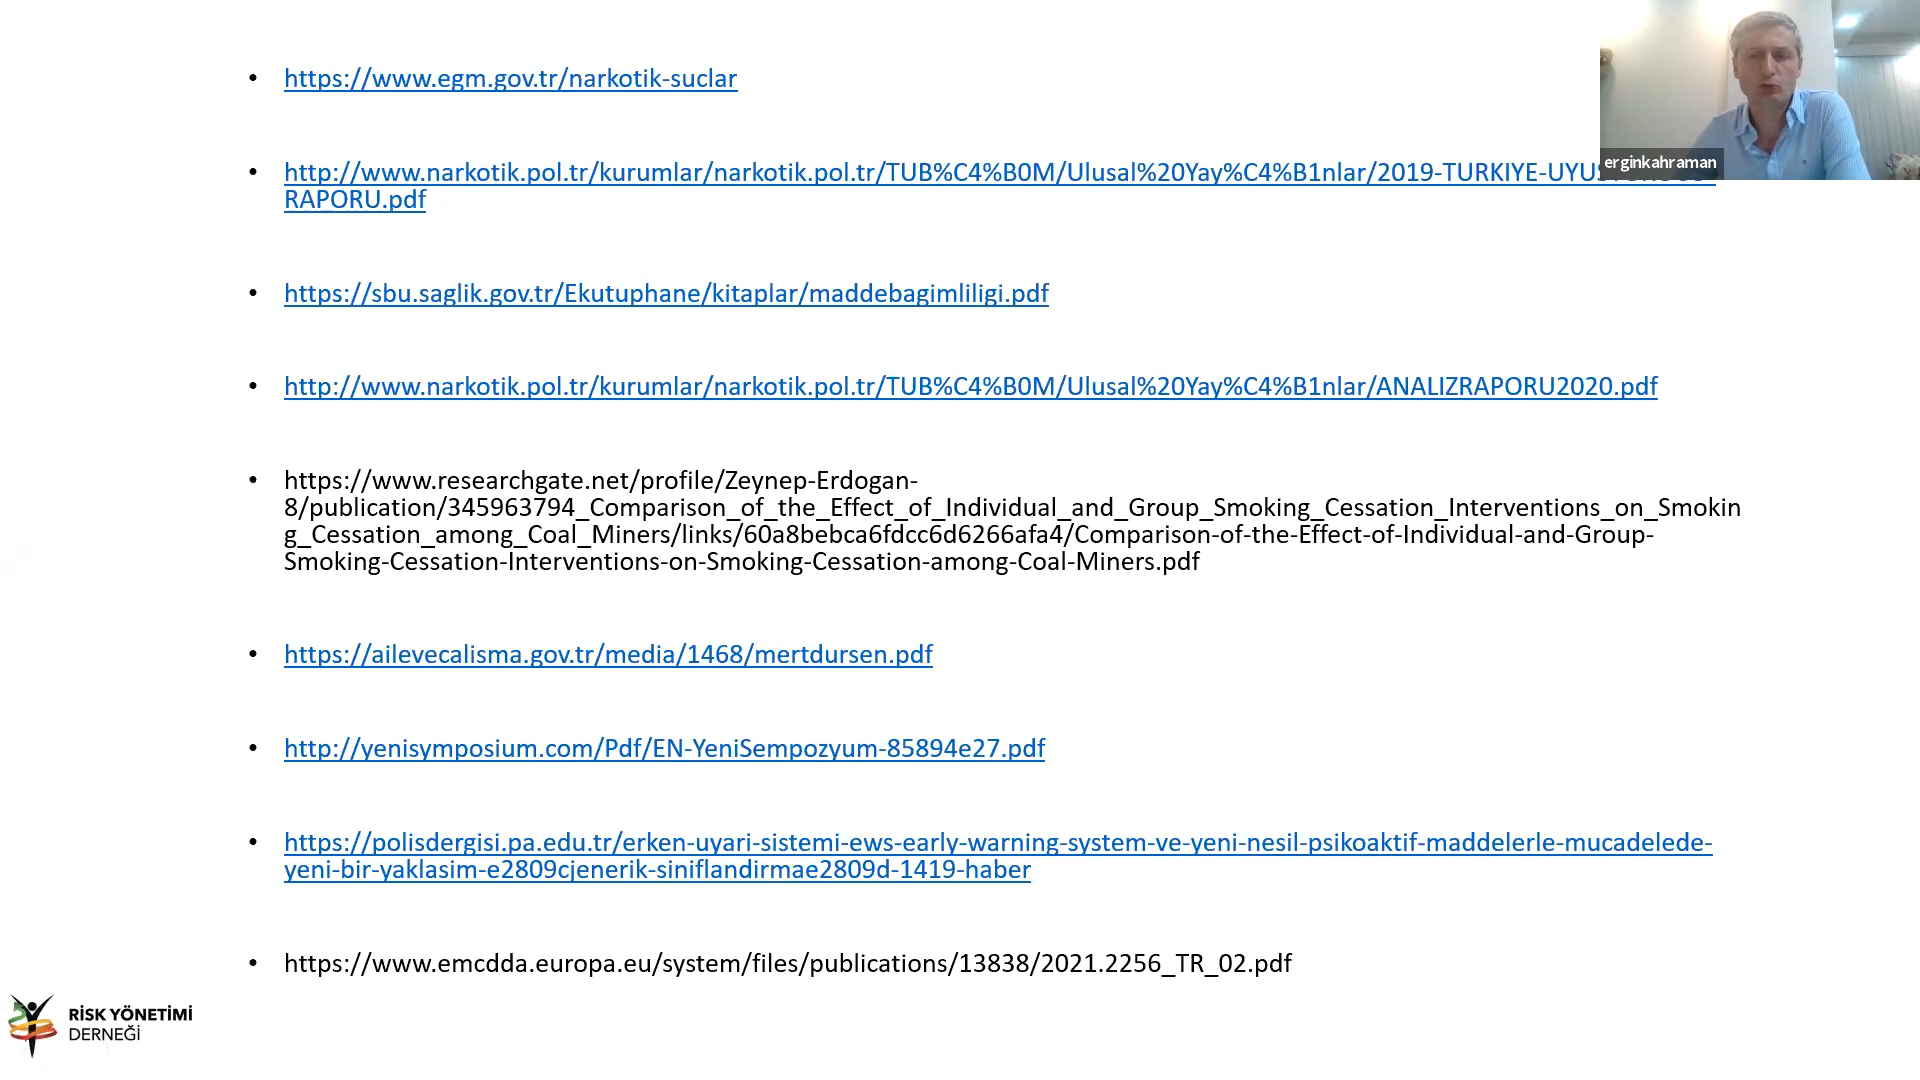 • https://www.egm.gov.tr/narkotik-suclar
erginkahraman
• http://www.narkotik.pol.tr/kurumlar/narkotik.pol.tr/TUB%C4%B0M/Ulusal%20Yay%C4%B1nlar/2019-TURKIYE-
RAPORU.pdf
• https://sbu.saglik.gov.tr/Ekutuphane/kitaplar/maddebagimliligi.pdf
• http://www.narkotik.pol.tr/kurumlar/narkotik.pol.tr/TUB%C4%B0M/Ulusal%20Yay%C4%B1nlar/ANALIZRAPORU2020.pdf
• https://www.researchgate.net/profile/Zeynep-Erdogan-
8/publication/345963794_Comparison_of_the_Effect_of_Individual_and_Group_Smoking_Cessation_Interventions_on_Smokin
g_Cessation_among_Coal_Miners/links/60a8bebca6fdcc6d6266afa4/Comparison-of-the-Effect-of-Individual-and-Group-
Smoking-Cessation-Interventions-on-Smoking-Cessation-among-Coal-Miners.pdf
• https://ailevecalisma.gov.tr/media/1468/mertdursen.pdf
• http://yenisymposium.com/Pdf/EN-YeniSempozyum-85894e27.pdf
• https://polisdergisi.pa.edu.tr/erken-uyari-sistemi-ews-early-warning-system-ve-yeni-nesil-psikoaktif-maddelerle-mucadelede-
yeni-bir-yaklasim-e2809cjenerik-siniflandirmae2809d-1419-haber
• https://www.emcdda.europa.eu/system/files/publications/13838/2021.2256_TR_02.pdf
RİSK YÖNETİMİ
DERNEĞİ